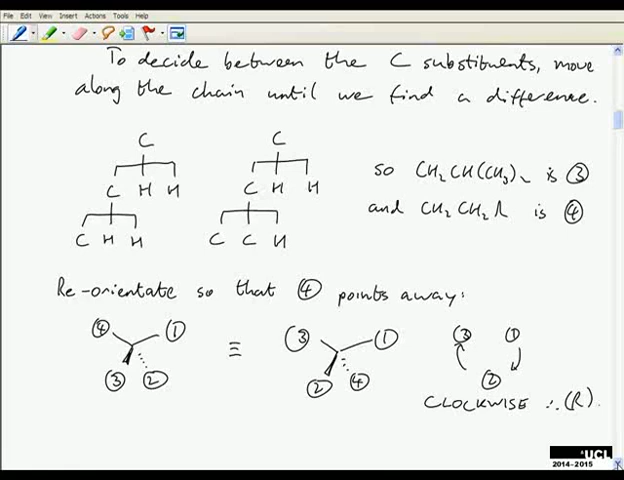 File Edit View Insert Actions Tools Help
To decide between the C substituents, move
along the chain until we find a difference.
C C
C H H C H H
C H H C C H
so CH₂CH(CH₃)₂ is ③
and CH₂CH₂R is ④
Re-orientate so that ④ points away:
④ ① ≡ ③ ① ③ ①
③ ② ② ④ ②
CLOCKWISE ∴ (R).
UCL
2014-2015